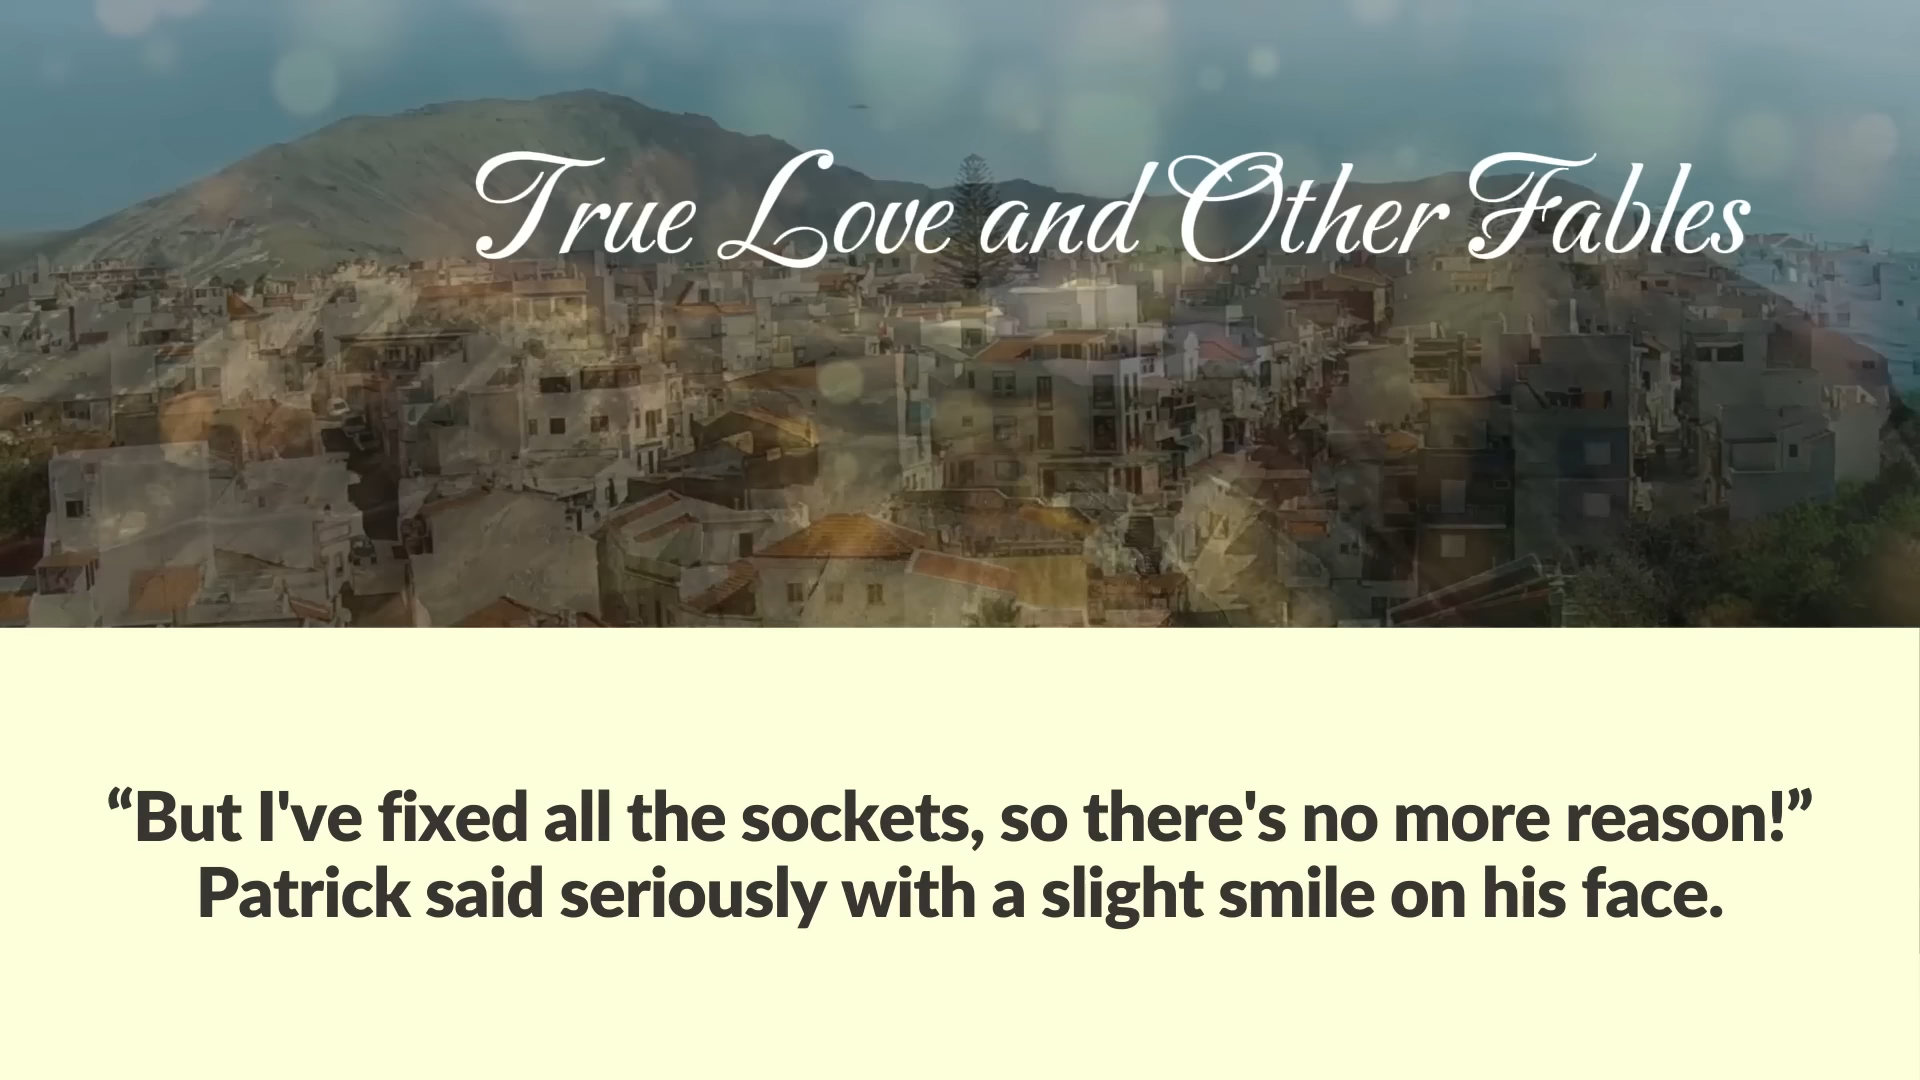 True Love and Other Fables
“But I've fixed all the sockets, so there's no more reason!”
Patrick said seriously with a slight smile on his face.